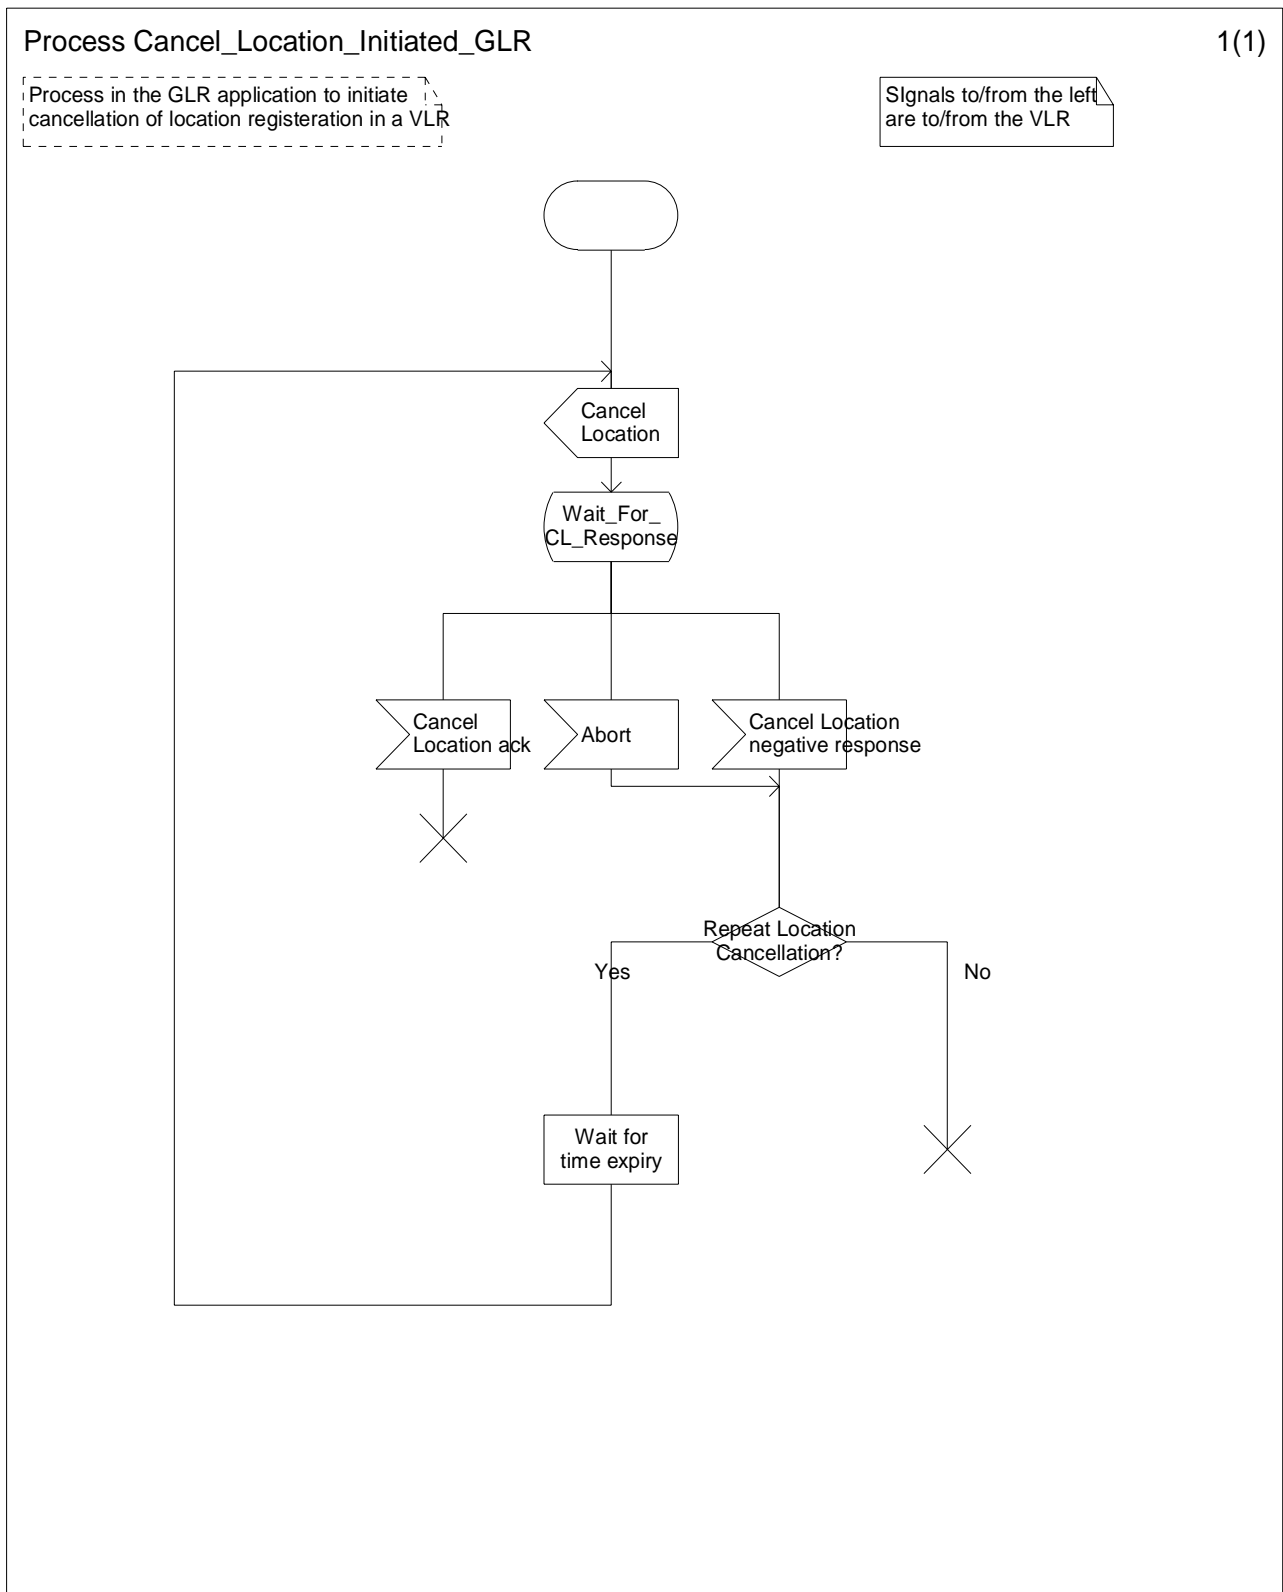 Process Cancel_Location_Initiated_GLR
1(1)
Process in the GLR application to initiate
cancellation of location registeration in a VLR
SIgnals to/from the left
are to/from the VLR
Cancel
Location
Wait_For_
CL_Response
Cancel
Location ack
Abort
Cancel Location
negative response
Repeat Location
Cancellation?
Yes
No
Wait for
time expiry